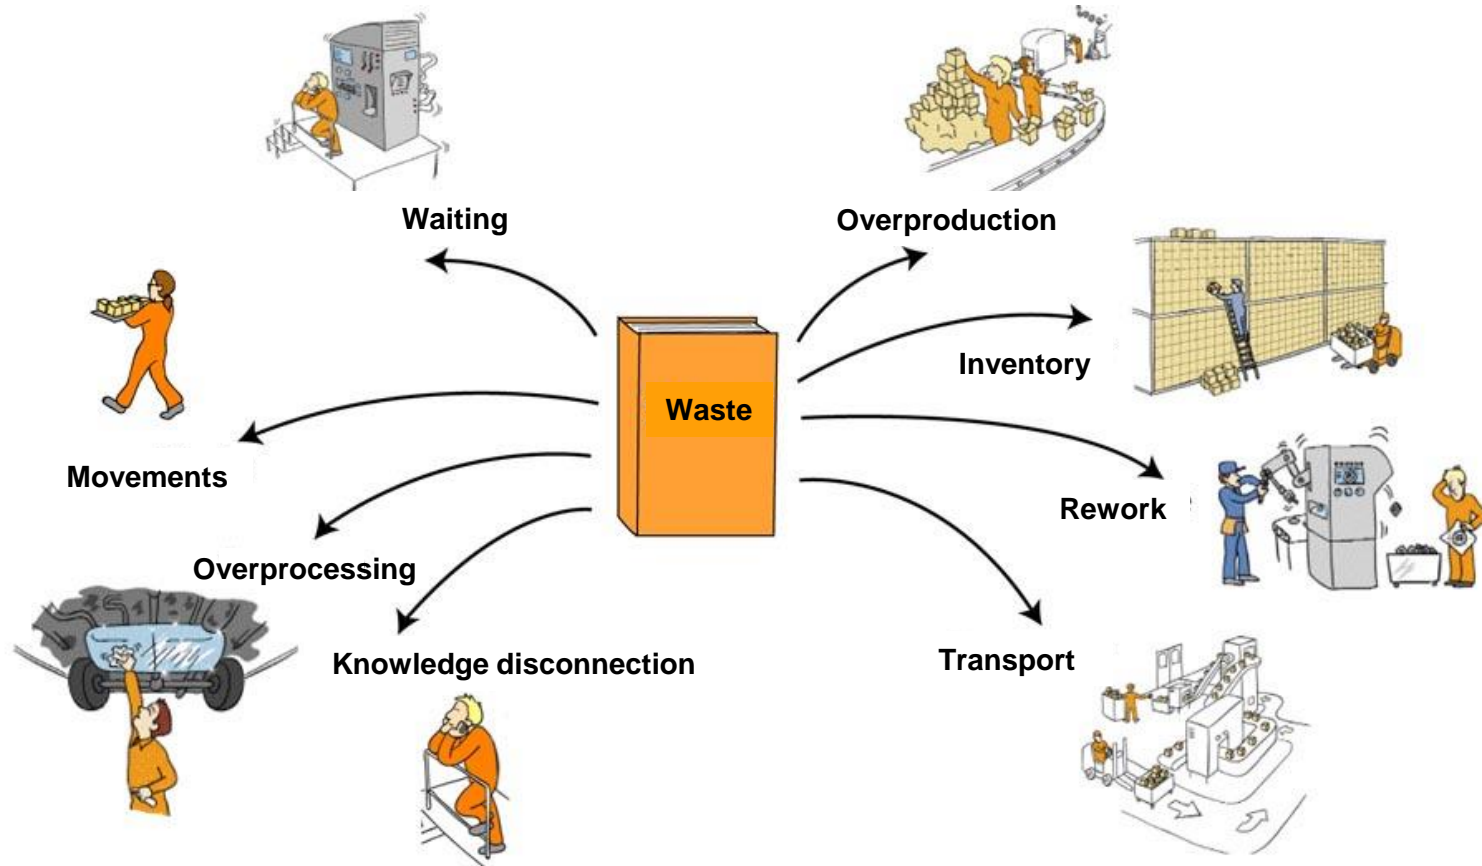 Waiting
Overproduction
Inventory
Waste
Movements
Rework
Overprocessing
Knowledge disconnection
Transport